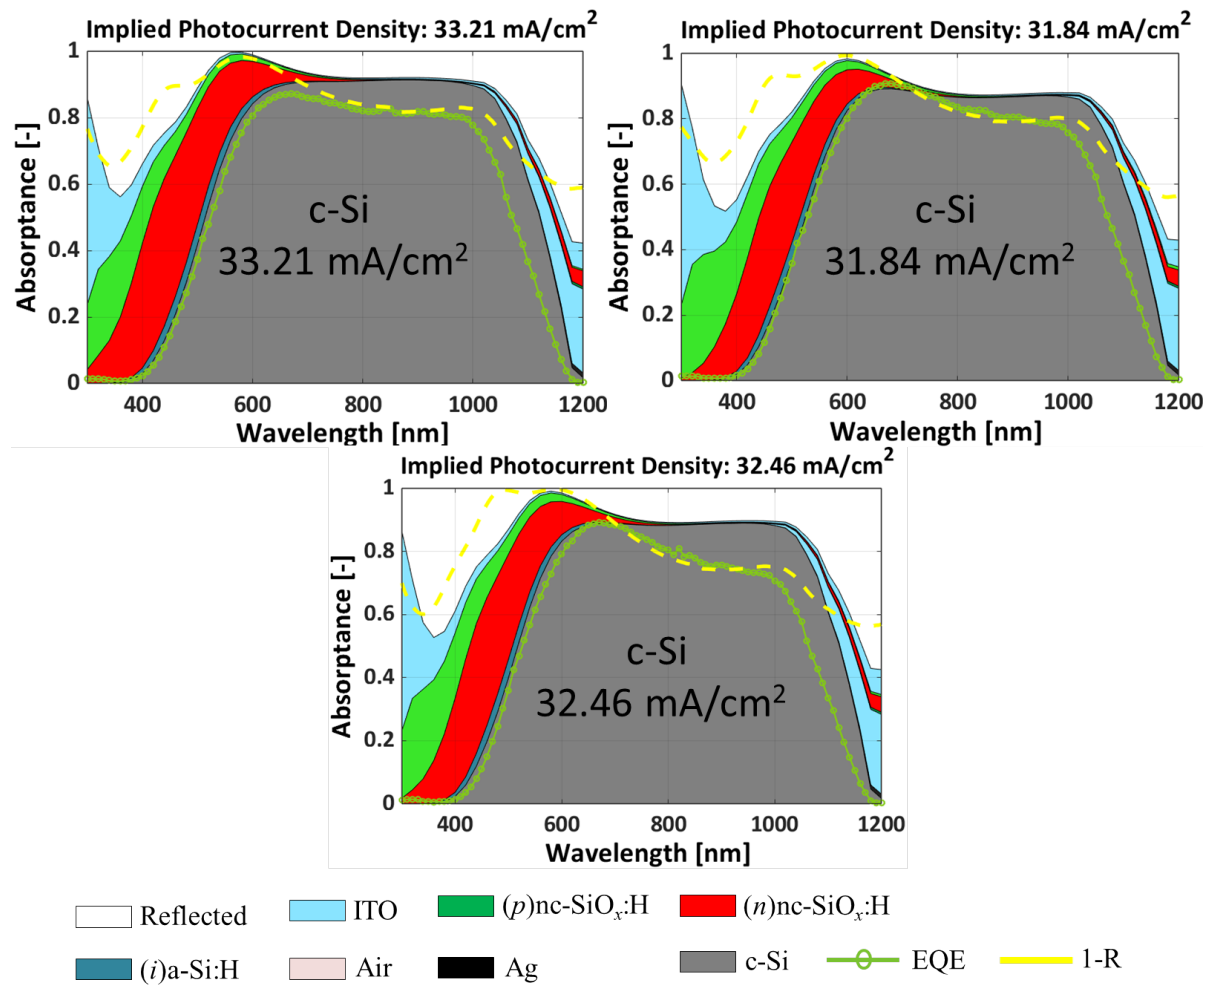 Implied Photocurrent Density: 33.21 mA/cm²
Absorptance [-]
1
0.8
0.6
0.4
0.2
0
c-Si
33.21 mA/cm²
400 600 800 1000 1200
Wavelength [nm]
Implied Photocurrent Density: 31.84 mA/cm²
Absorptance [-]
1
0.8
0.6
0.4
0.2
0
c-Si
31.84 mA/cm²
400 600 800 1000 1200
Wavelength [nm]
Implied Photocurrent Density: 32.46 mA/cm²
Absorptance [-]
1
0.8
0.6
0.4
0.2
0
c-Si
32.46 mA/cm²
400 600 800 1000 1200
Wavelength [nm]
Reflected ITO (p)nc-SiOₓ:H (n)nc-SiOₓ:H
(i)a-Si:H Air Ag c-Si EQE 1-R